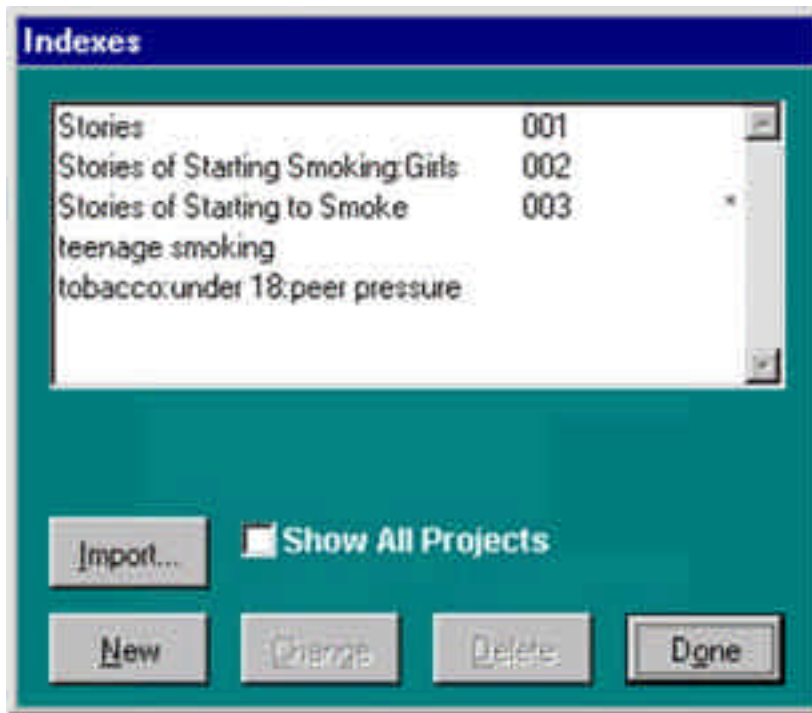 Indexes
Stories 001
Stories of Starting Smoking:Girls 002
Stories of Starting to Smoke 003 *
teenage smoking
tobacco:under 18:peer pressure
Import... Show All Projects
New Change Delete Done